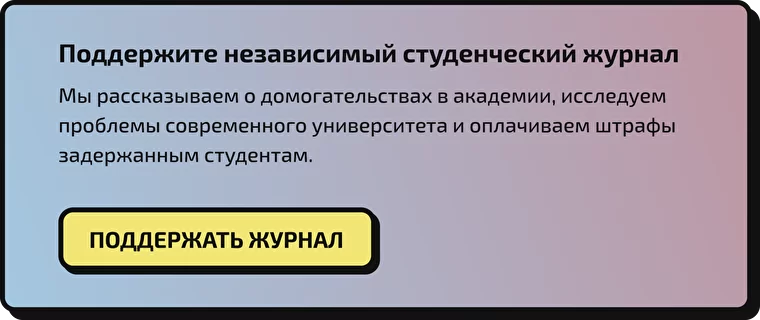 Поддержите независимый студенческий журнал
Мы рассказываем о домогательствах в академии, исследуем
проблемы современного университета и оплачиваем штрафы
задержанным студентам.
ПОДДЕРЖАТЬ ЖУРНАЛ